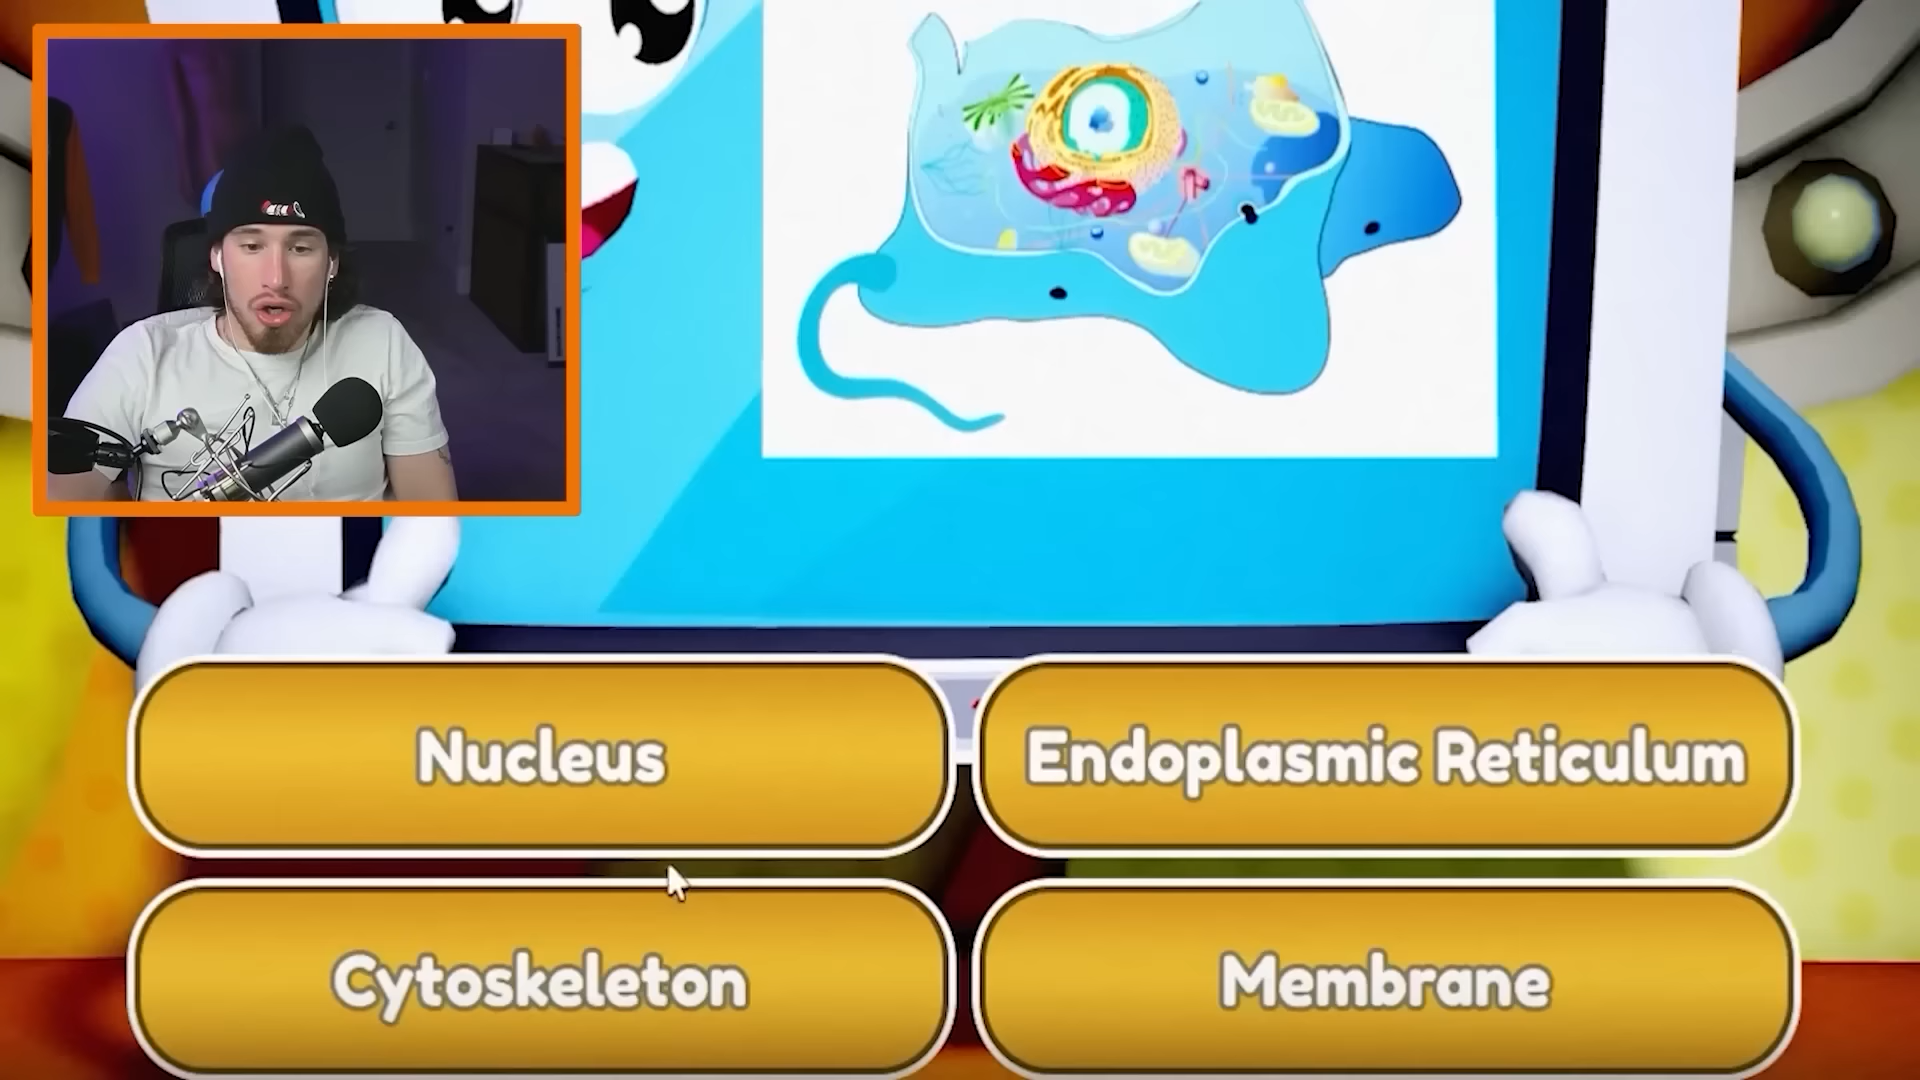 Nucleus
Endoplasmic Reticulum
Cytoskeleton
Membrane